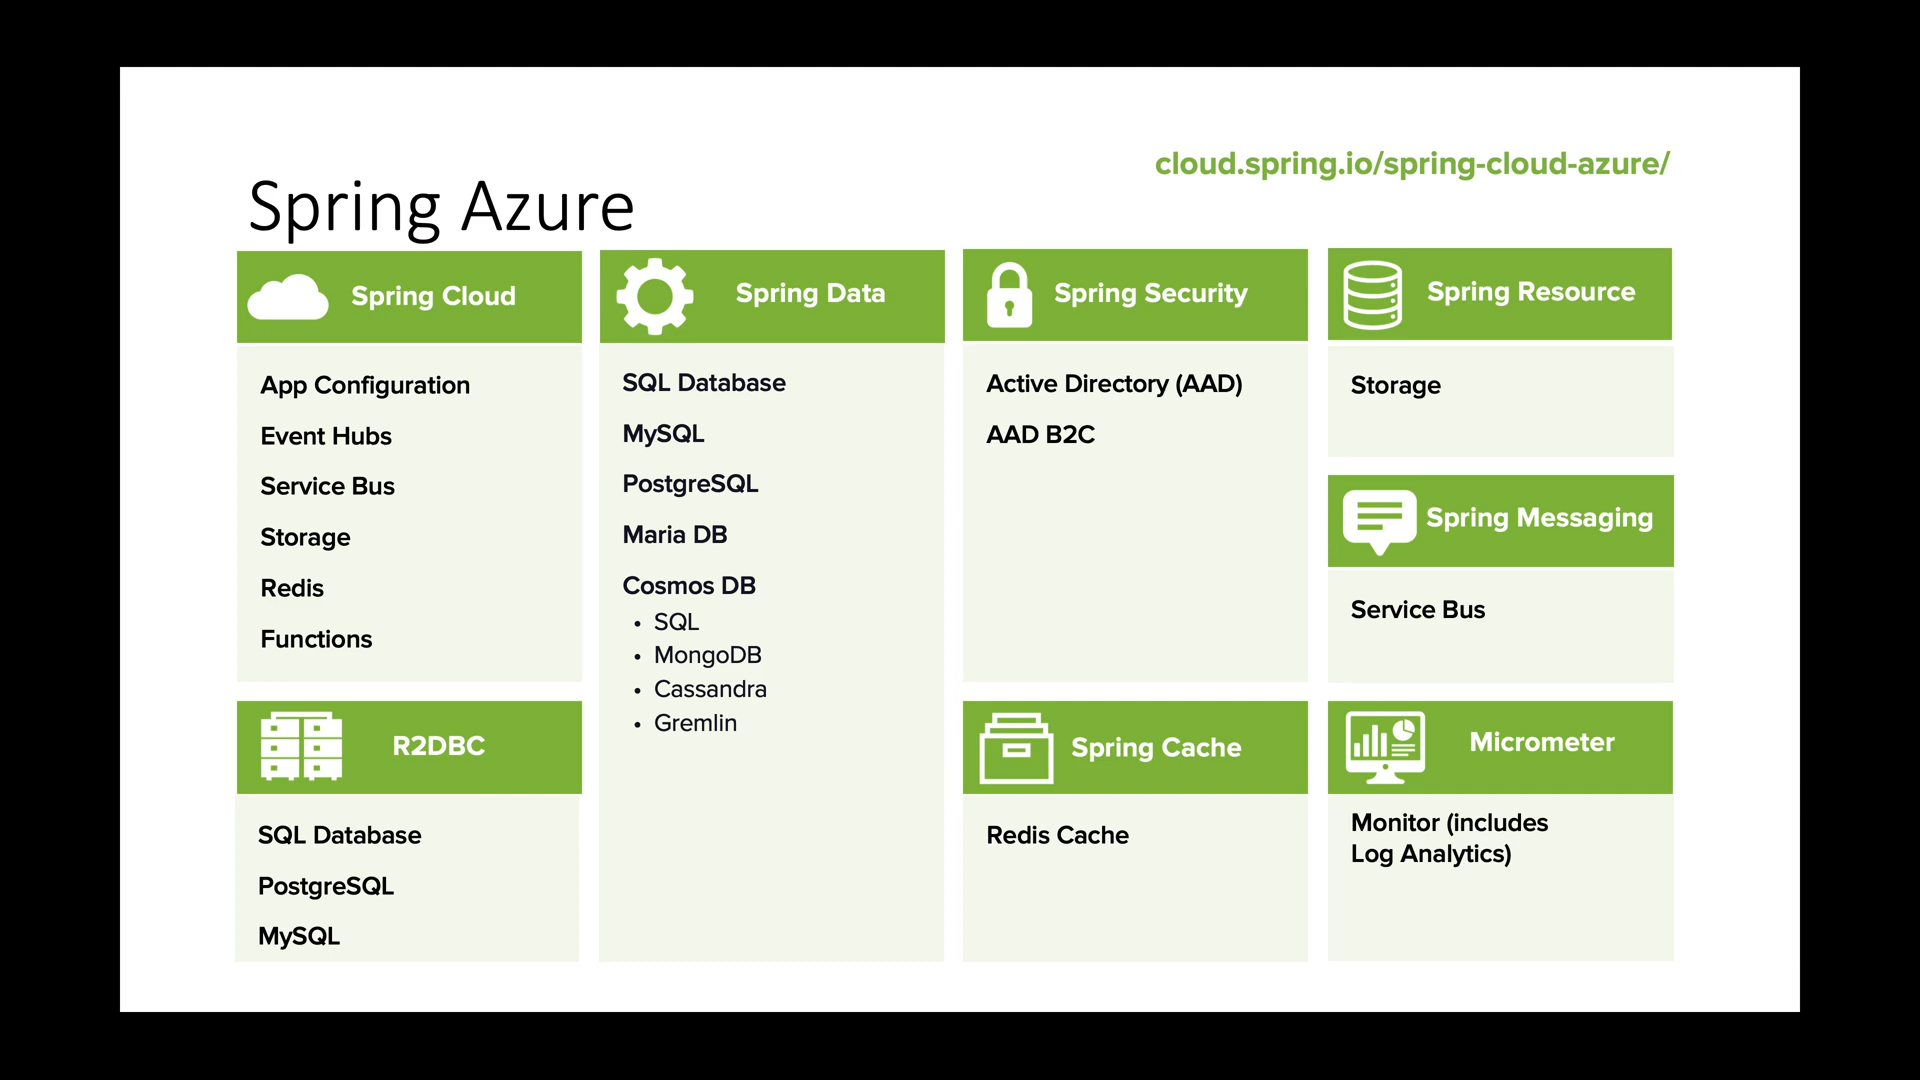 cloud.spring.io/spring-cloud-azure/
Spring Azure
Spring Cloud
App Configuration
Event Hubs
Service Bus
Storage
Redis
Functions
R2DBC
SQL Database
PostgreSQL
MySQL
Spring Data
SQL Database
MySQL
PostgreSQL
Maria DB
Cosmos DB
• SQL
• MongoDB
• Cassandra
• Gremlin
Spring Security
Active Directory (AAD)
AAD B2C
Spring Cache
Redis Cache
Spring Resource
Storage
Spring Messaging
Service Bus
Micrometer
Monitor (includes
Log Analytics)